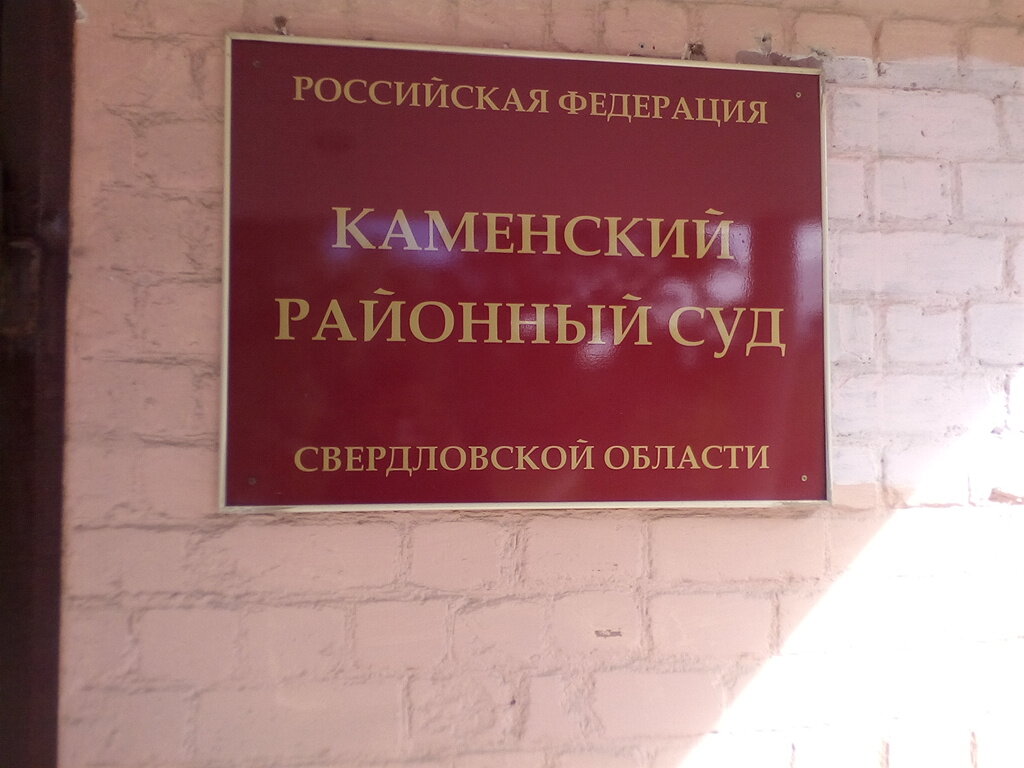 РОССИЙСКАЯ ФЕДЕРАЦИЯ
КАМЕНСКИЙ
РАЙОННЫЙ СУД
СВЕРДЛОВСКОЙ ОБЛАСТИ